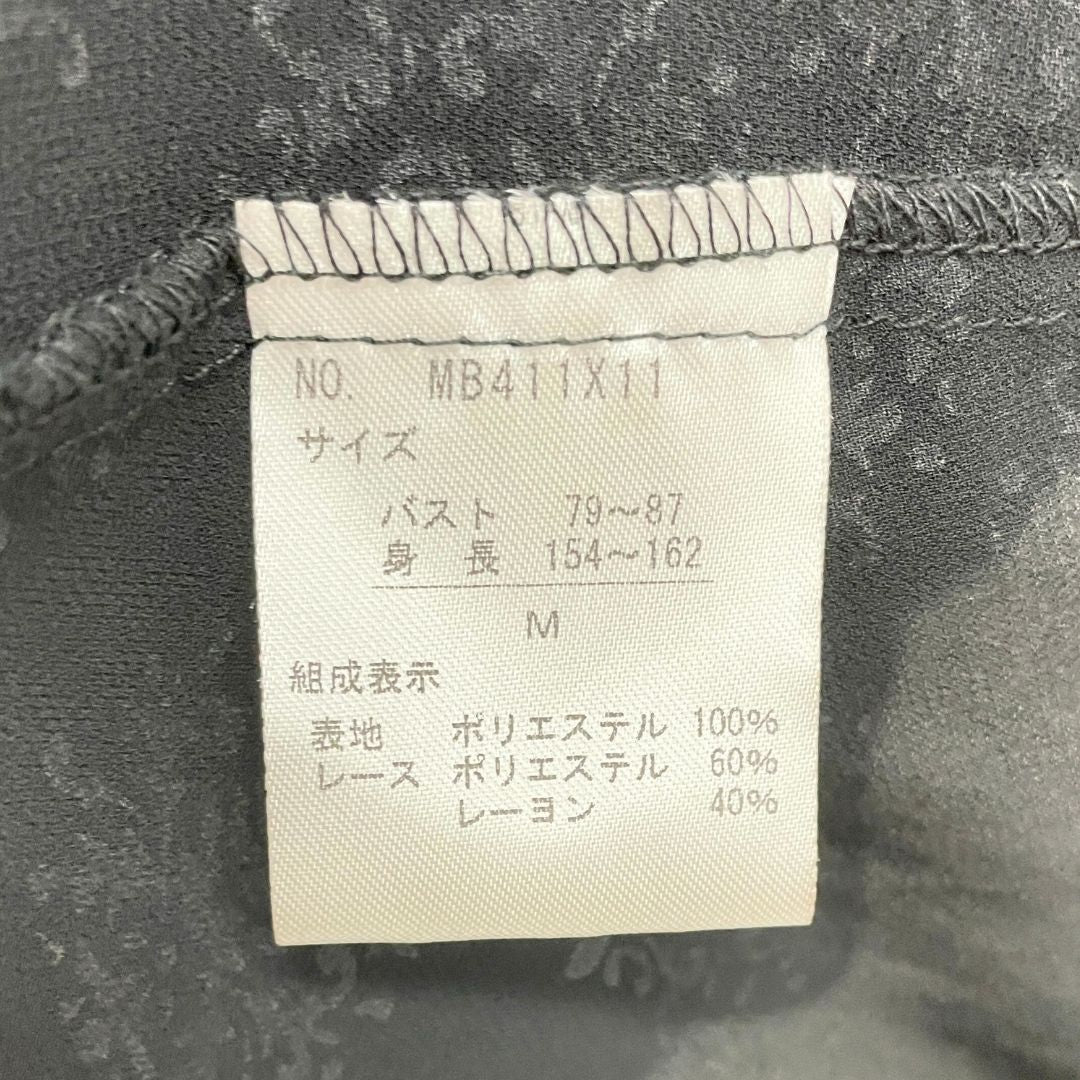 NO. MB411X11
サイズ
バスト 79～87
身長 154～162
M
組成表示
表地 ポリエステル 100%
レース ポリエステル 60%
レーヨン 40%